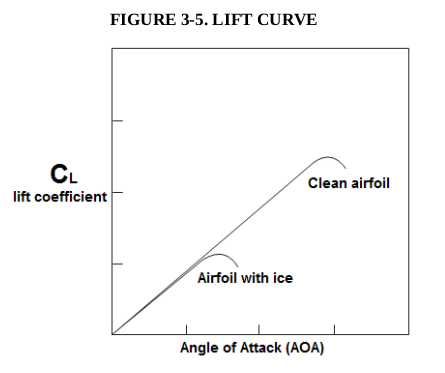 FIGURE 3-5. LIFT CURVE
CL
lift coefficient
Clean airfoil
Airfoil with ice
Angle of Attack (AOA)